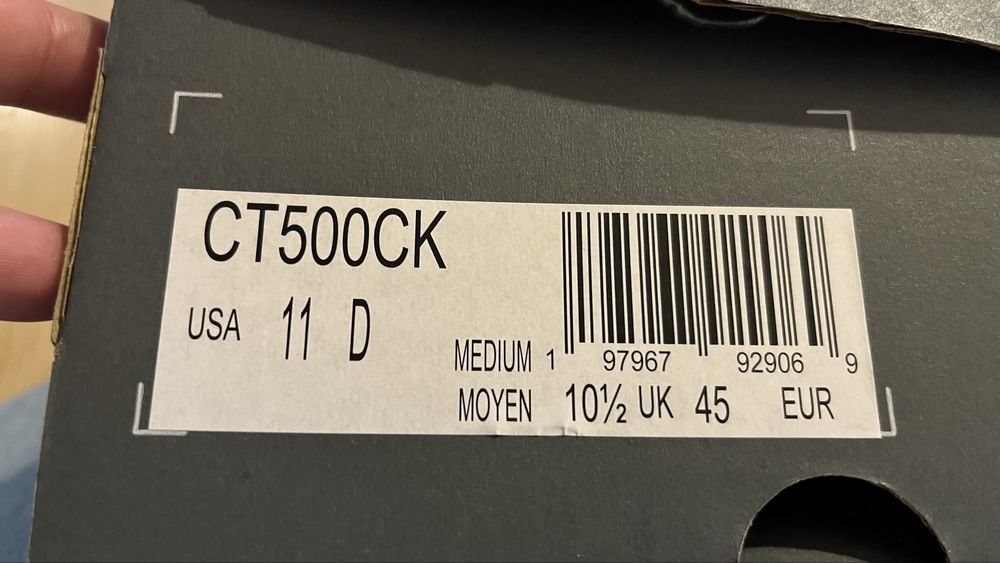 CT500CK
USA 11 D
MEDIUM 1 97967 92906 9
MOYEN 10½ UK 45 EUR